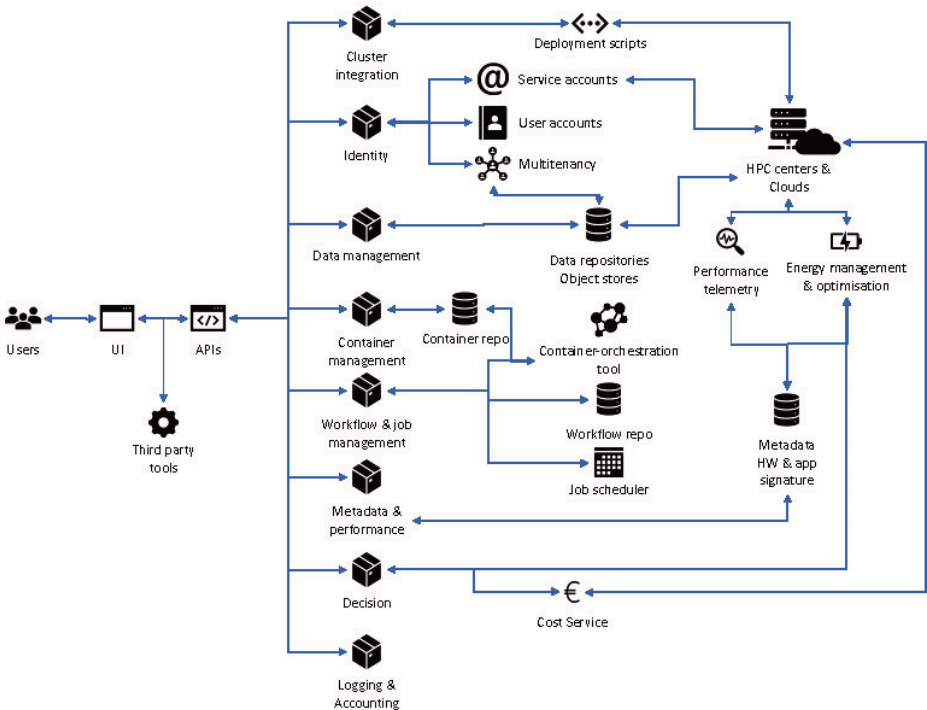 Deployment scripts
Cluster
integration
@
Service accounts
User accounts
Identity
Multitenancy
HPC centers &
Clouds
Data management
Data repositories
Object stores
Performance
telemetry
Energy management
& optimisation
Users
UI
</>
APIs
Container
management
Container repo
Container-orchestration
tool
Workflow & job
management
Workflow repo
Third party
tools
Metadata
HW & app
signature
Job scheduler
Metadata &
performance
Decision
€
Cost Service
Logging &
Accounting